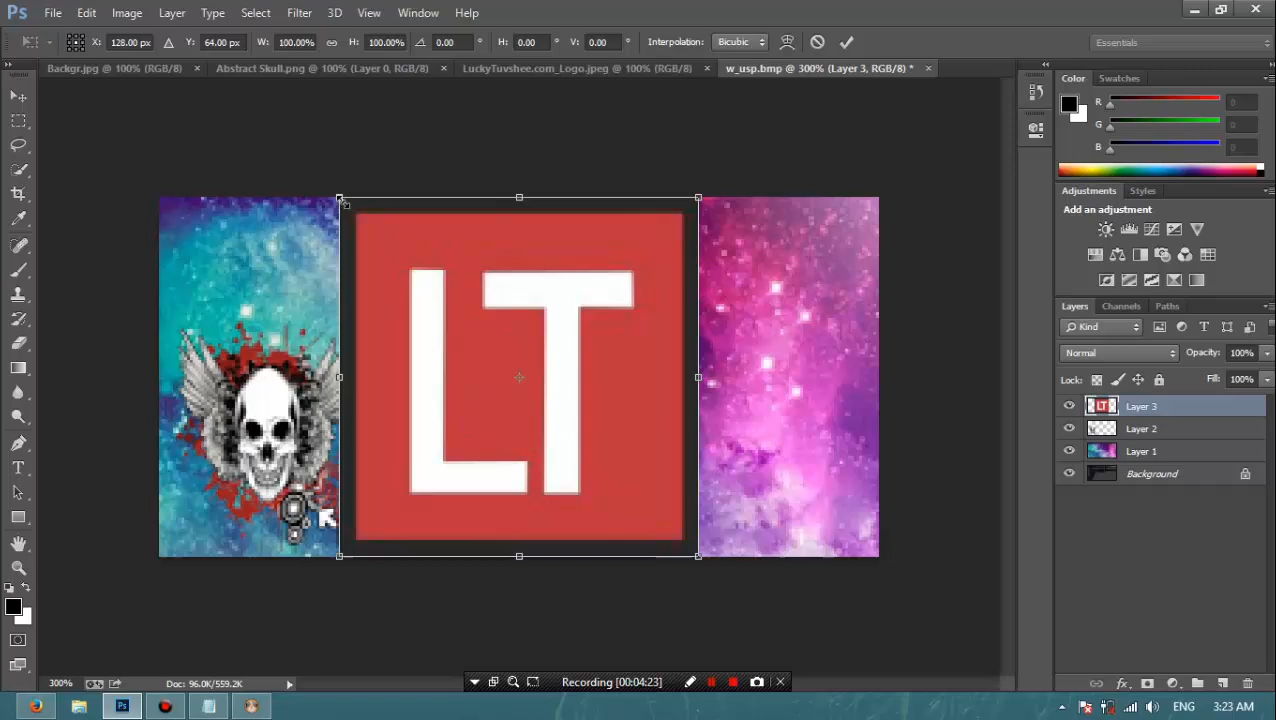 Ps File Edit Image Layer Type Select Filter 3D View Window Help
X: 128.00 px Y: 64.00 px W: 100.00% H: 100.00% 0.00 ° H: 0.00 ° V: 0.00 ° Interpolation: Bicubic Essentials
Backgr.jpg @ 100% (RGB/8) × Abstract Skull.png @ 100% (Layer 0, RGB/8) × LuckyTuvshee.com_Logo.jpeg @ 100% (RGB/8) × w_usp.bmp @ 300% (Layer 3, RGB/8) * ×
Color Swatches
R 0
G 0
B 0
Adjustments Styles
Add an adjustment
LT
Layers Channels Paths
Kind
Normal Opacity: 100%
Lock: Fill: 100%
LT Layer 3
Layer 2
Layer 1
Background
300% Doc: 96.0K/559.2K
Recording [00:04:23]
Ps ENG 3:23 AM